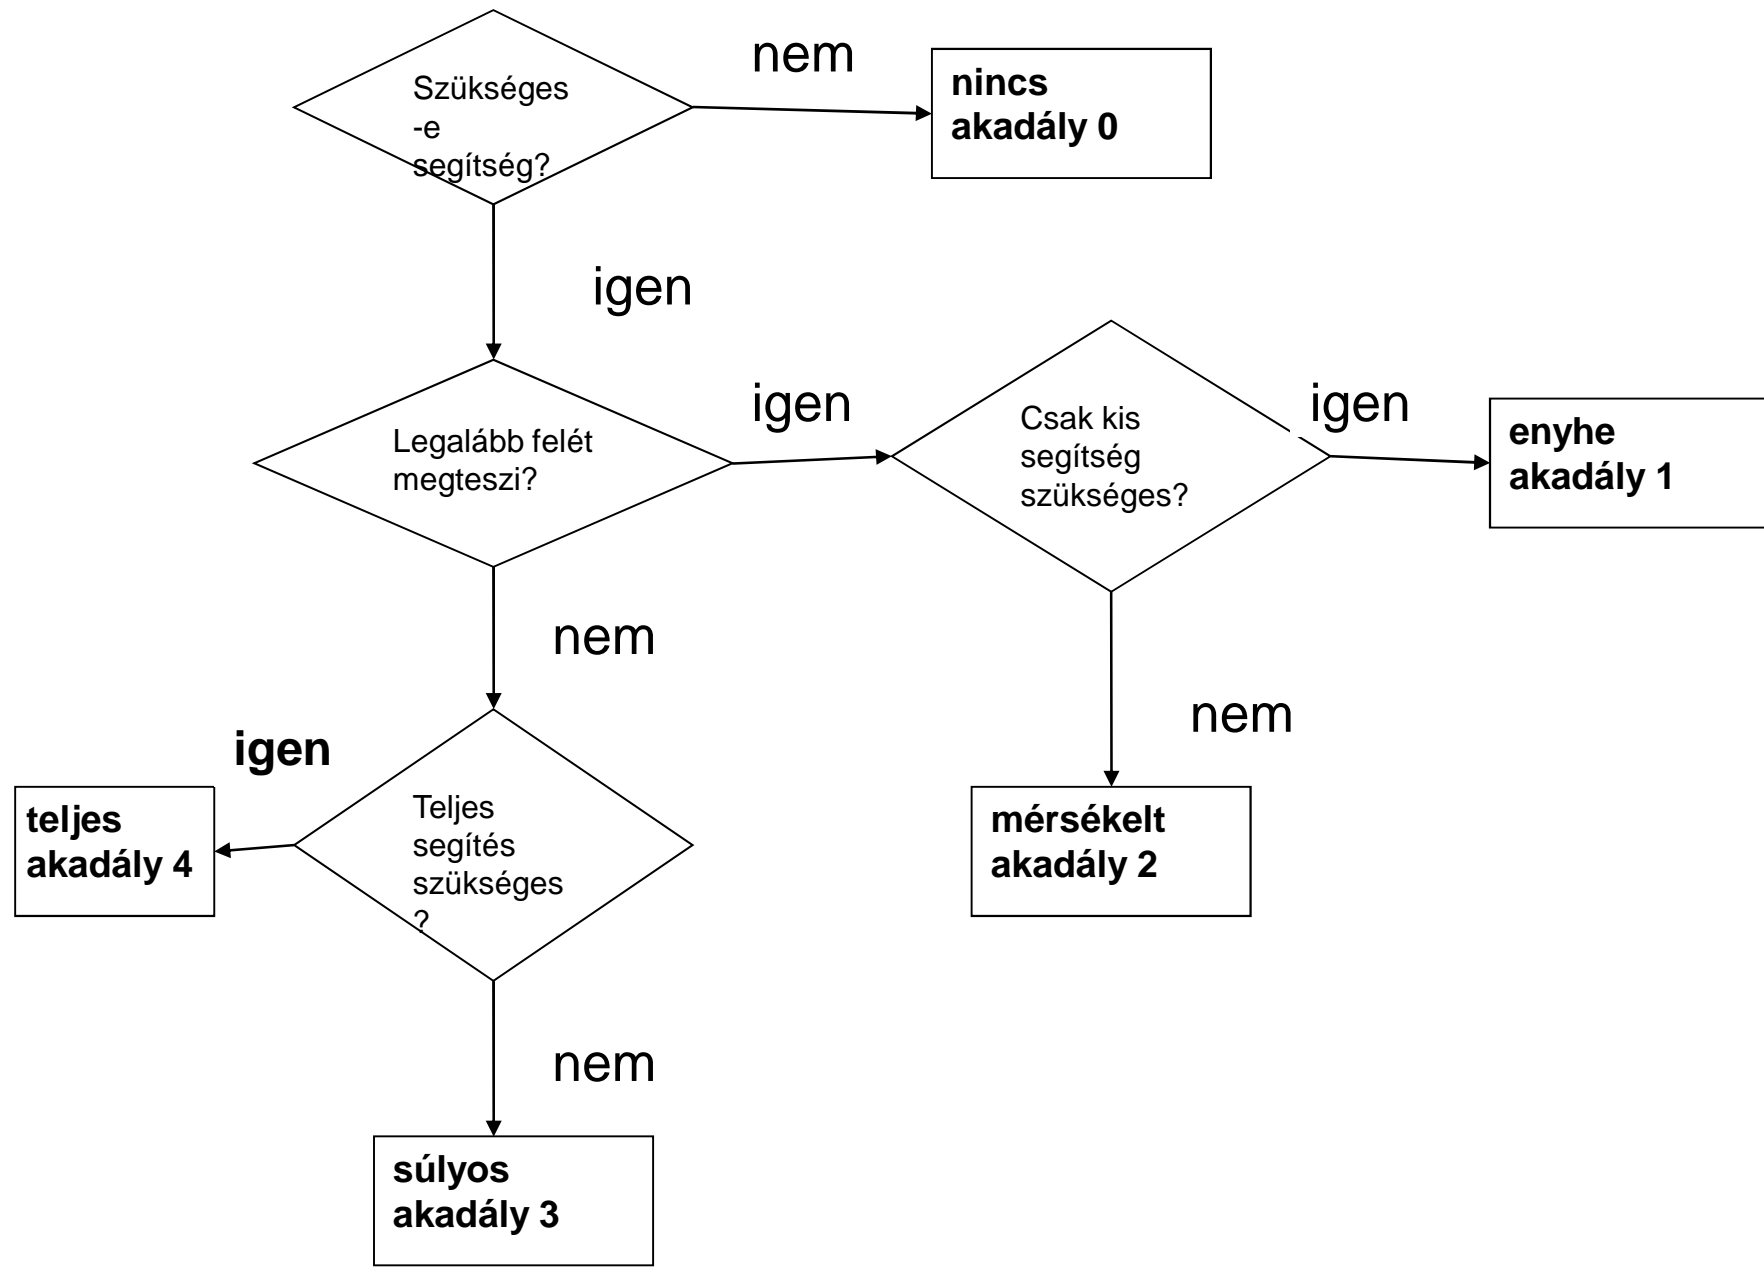 Szükséges
-e
segítség?
nem
nincs
akadály 0
igen
Legalább felét
megteszi?
igen
Csak kis
segítség
szükséges?
igen
enyhe
akadály 1
nem
nem
igen
teljes
akadály 4
Teljes
segítés
szükséges
?
mérsékelt
akadály 2
nem
súlyos
akadály 3